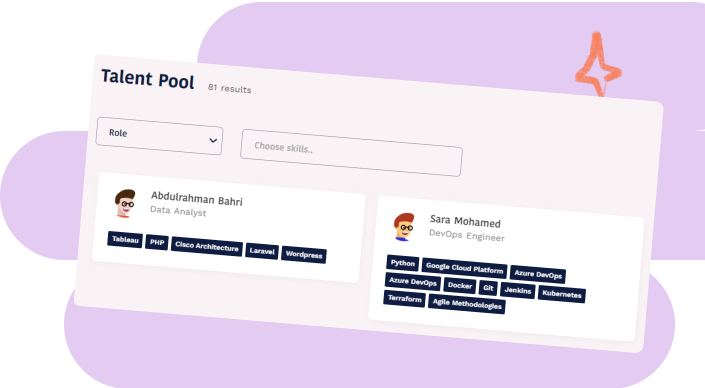 Talent Pool 81 results
Role Choose skills..
Abdulrahman Bahri
Data Analyst
Tableau PHP Cisco Architecture Laravel Wordpress
Sara Mohamed
DevOps Engineer
Python Google Cloud Platform Azure DevOps
Azure DevOps Docker Git Jenkins Kubernetes
Terraform Agile Methodologies